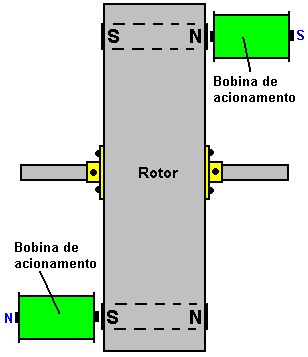 S N S
Bobina de
acionamento
Rotor
Bobina de
acionamento
N S N